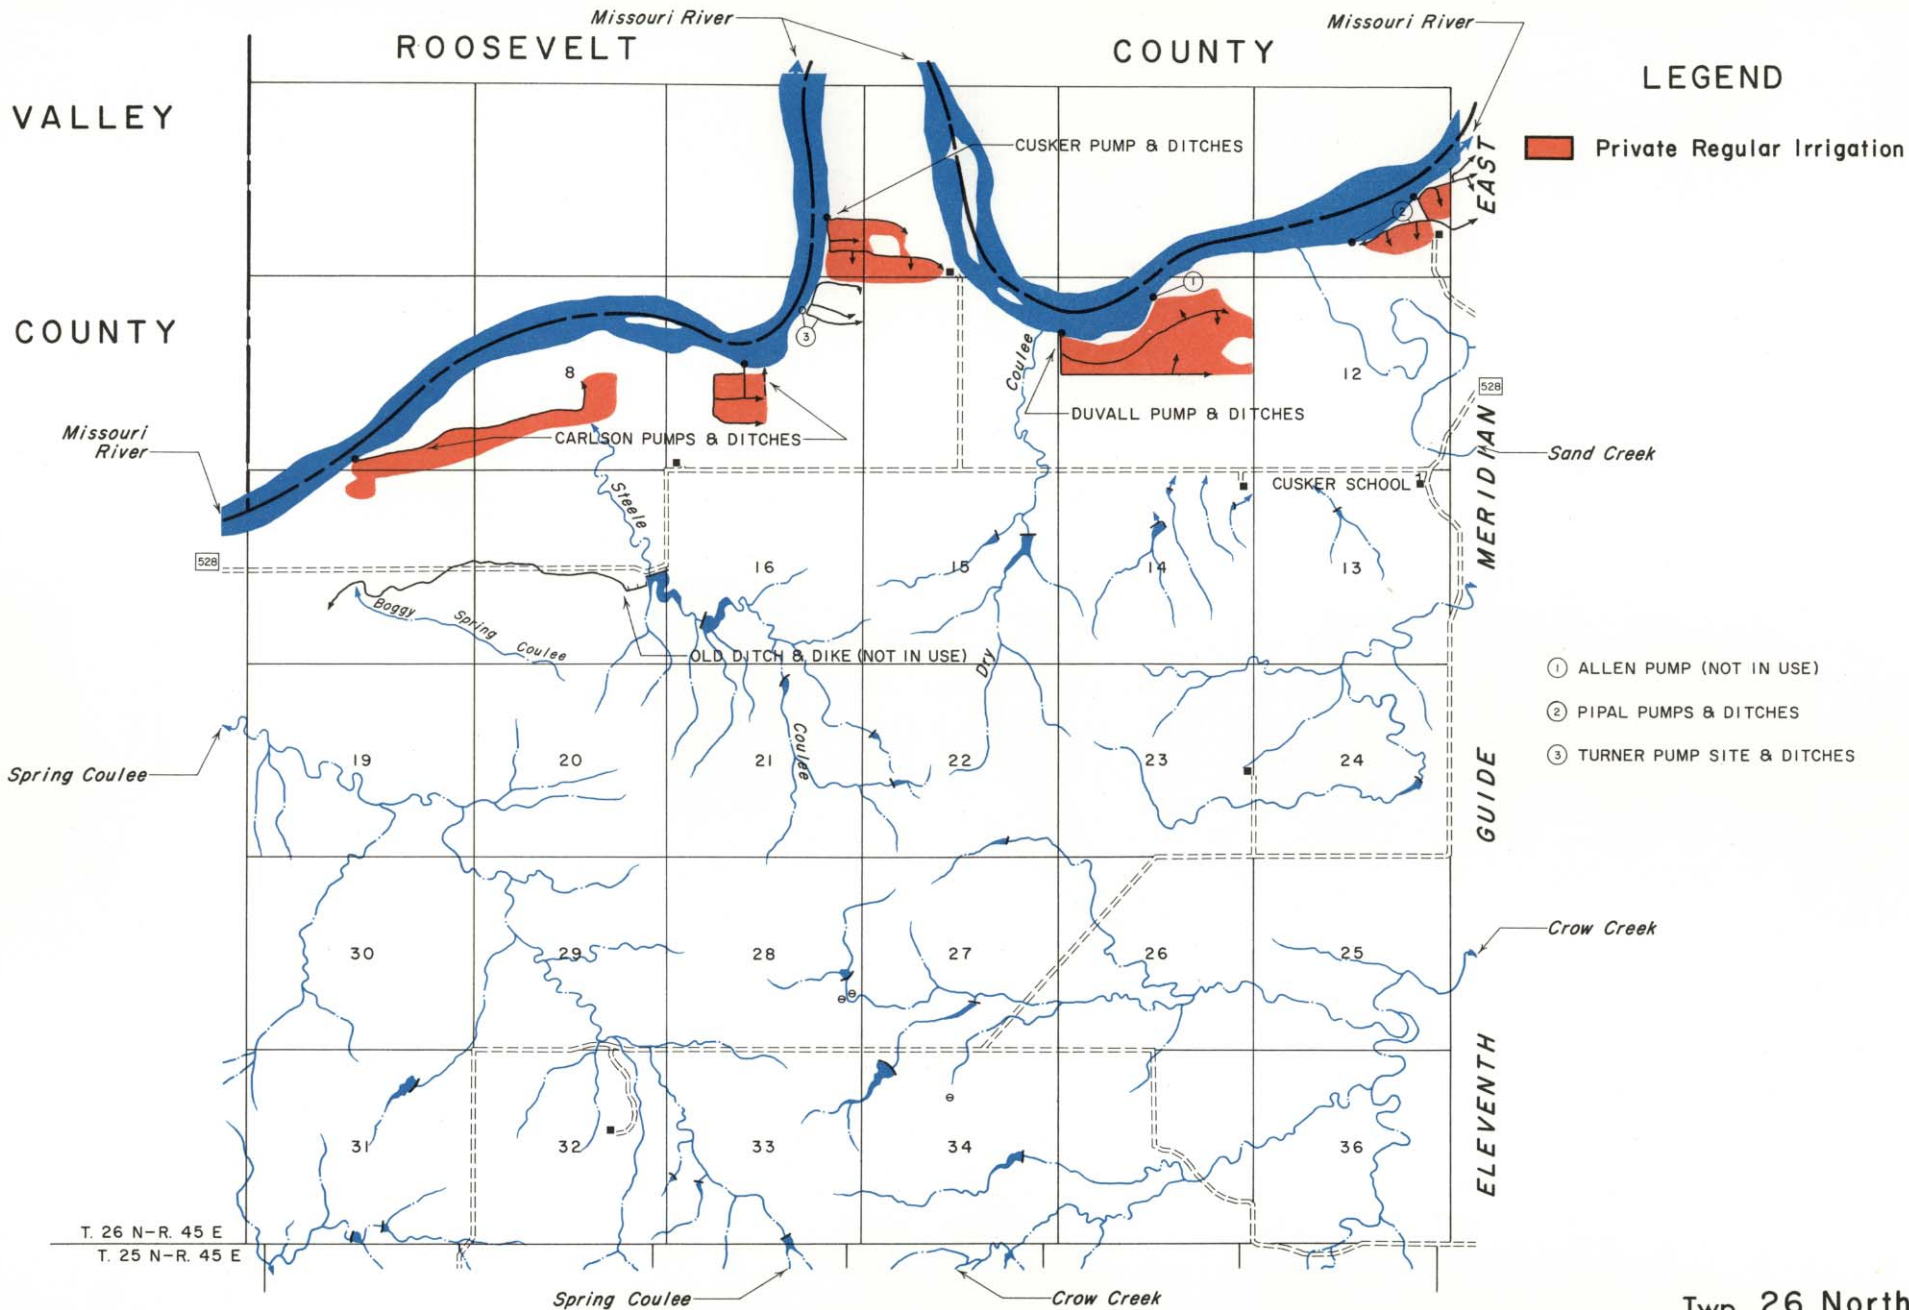 Missouri River
Missouri River
ROOSEVELT COUNTY
LEGEND
VALLEY
Private Regular Irrigation
CUSKER PUMP & DITCHES
EAST
2
1
COUNTY
3
Coulee
8
12
528
DUVALL PUMP & DITCHES
Missouri
River
CARLSON PUMPS & DITCHES
Sand Creek
MERIDIAN
CUSKER SCHOOL
Steele
528
16
15
14
13
Boggy Spring Coulee
OLD DITCH & DIKE (NOT IN USE)
Dry
1 ALLEN PUMP (NOT IN USE)
2 PIPAL PUMPS & DITCHES
3 TURNER PUMP SITE & DITCHES
Coulee
Spring Coulee
19
20
21
22
23
24
GUIDE
30
29
28
27
26
25
Crow Creek
ELEVENTH
31
32
33
34
36
T. 26 N-R. 45 E
T. 25 N-R. 45 E
Spring Coulee
Crow Creek
Twp. 26 North